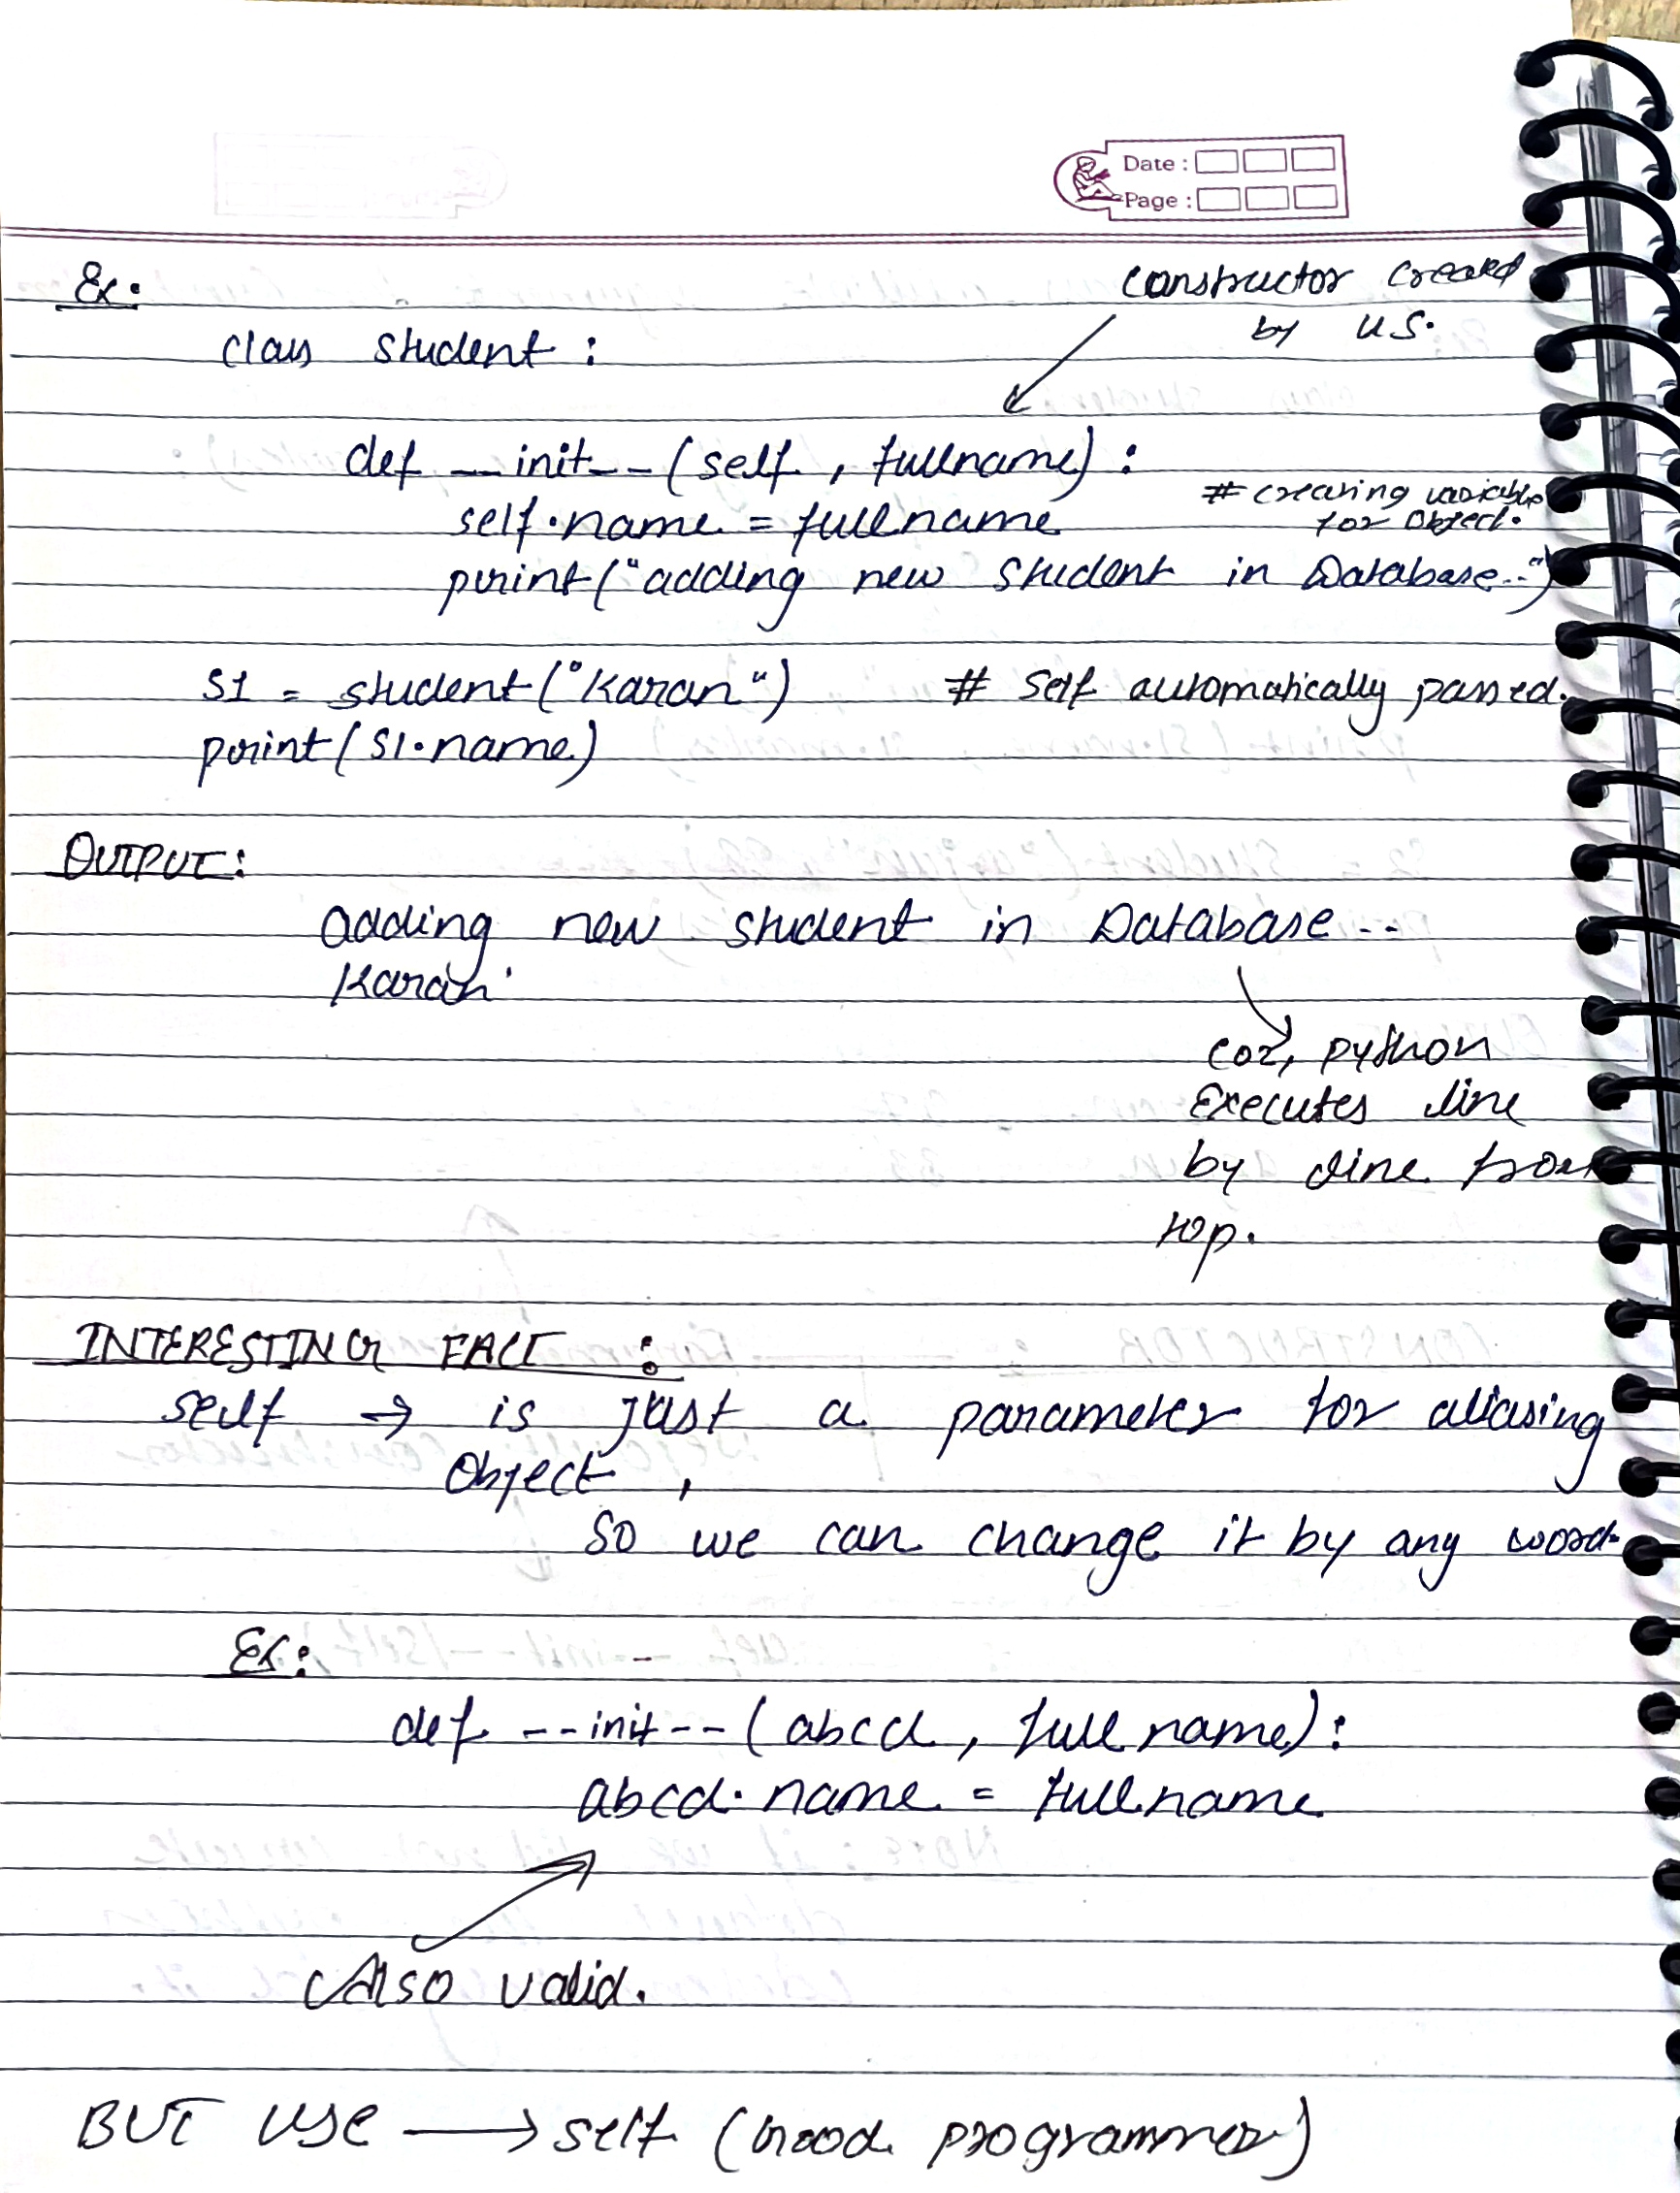 Date :
Page :
Ex:
constructor created
by us.
class student :
def __init__(self, fullname) :
# creating variable
for object.
self.name = fullname
print("adding new student in Database..")
s1 = student("Karan")    # self automatically passed.
print(s1.name)
OUTPUT:
adding new student in Database..
Karan.
coz, python
Executes line
by line from
top.
INTERESTING FACT :
self → is just a parameter for aliasing
object ,
so we can change it by any word.
Ex:
def __init__(abcd, fullname):
abcd.name = fullname
Also valid.
BUT use → self (Good programmer)